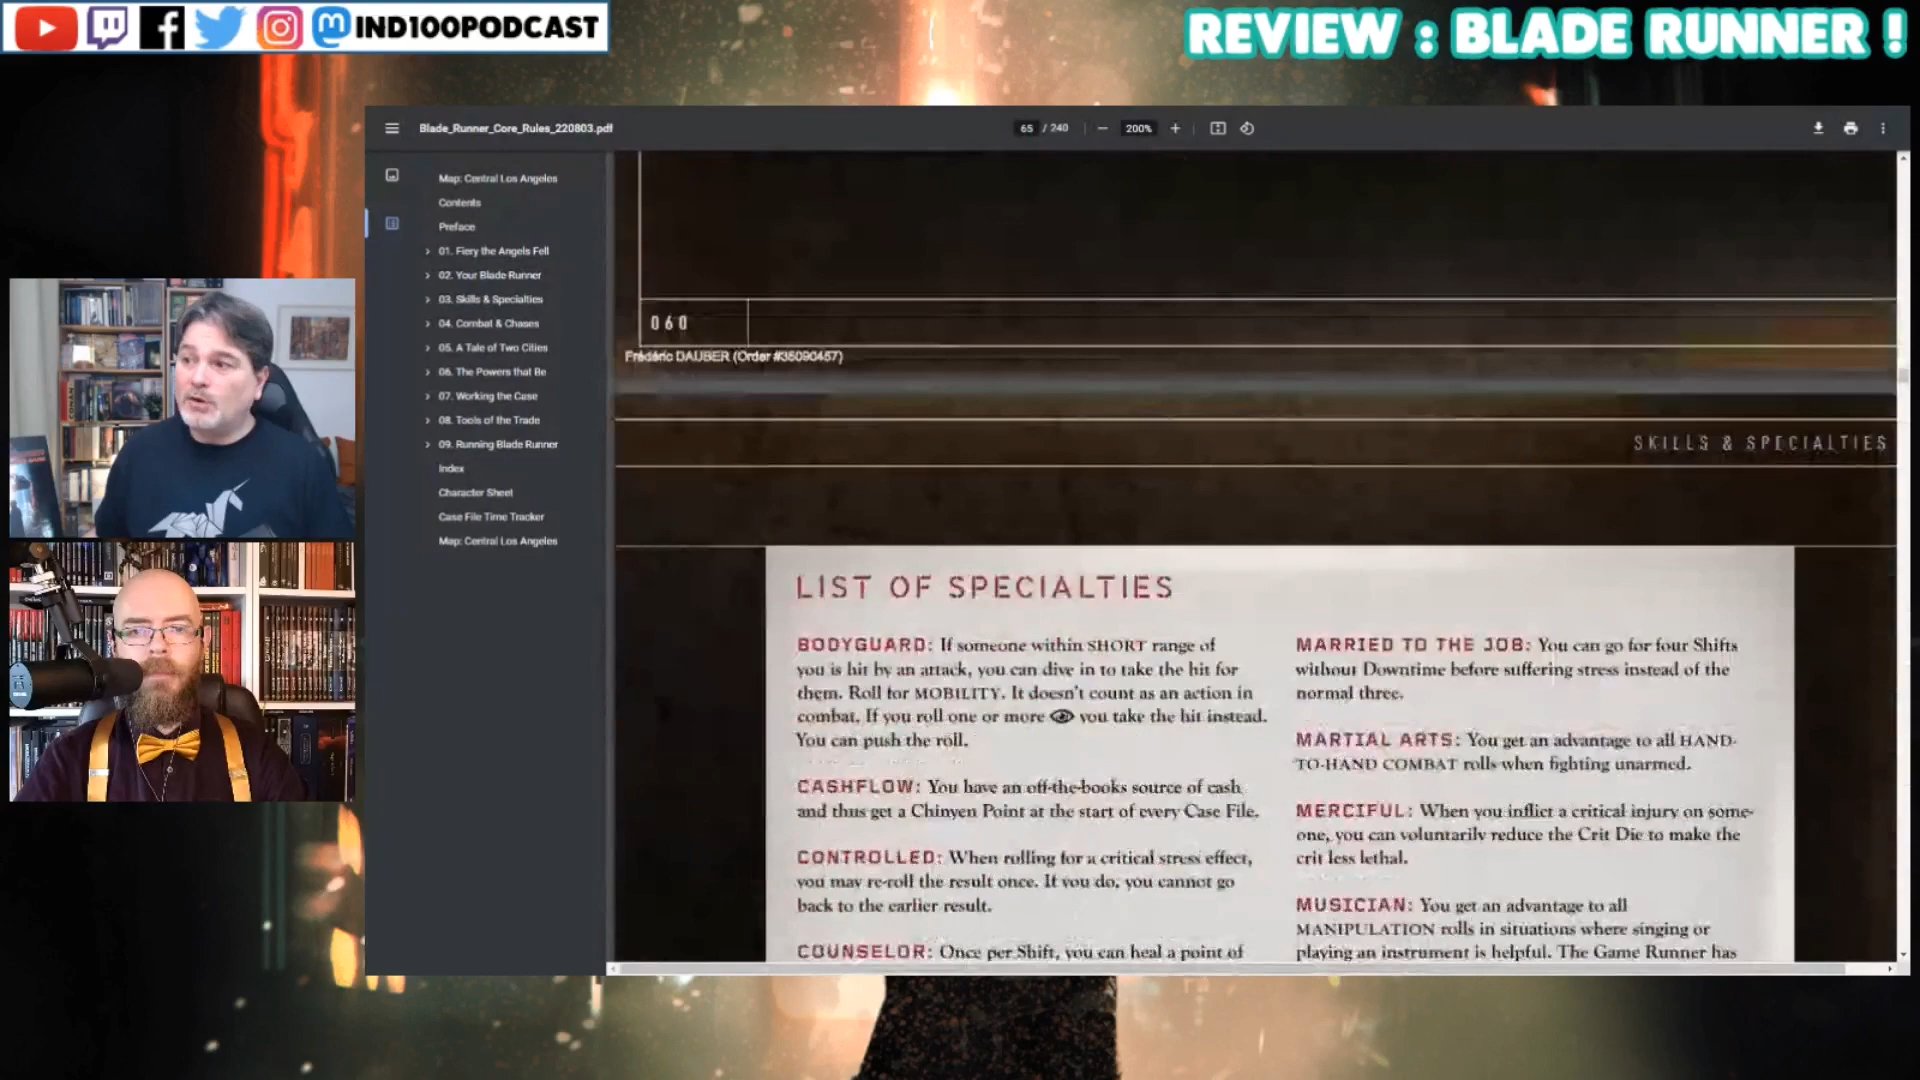 IND100PODCAST
REVIEW : BLADE RUNNER !
Blade_Runner_Core_Rules_220803.pdf
65 / 240
200%
Map: Central Los Angeles
Contents
Preface
01. Fiery the Angels Fell
02. Your Blade Runner
03. Skills & Specialties
04. Combat & Chases
05. A Tale of Two Cities
06. The Powers that Be
07. Working the Case
08. Tools of the Trade
09. Running Blade Runner
Index
Character Sheet
Case File Time Tracker
Map: Central Los Angeles
060
Frédéric DAUBER (Order #36090457)
SKILLS & SPECIALTIES
LIST OF SPECIALTIES
BODYGUARD: If someone within SHORT range of
you is hit by an attack, you can dive in to take the hit for
them. Roll for MOBILITY. It doesn't count as an action in
combat. If you roll one or more you take the hit instead.
You can push the roll.
CASHFLOW: You have an off-the-books source of cash
and thus get a Chinyen Point at the start of every Case File.
CONTROLLED: When rolling for a critical stress effect,
you may re-roll the result once. If you do, you cannot go
back to the earlier result.
COUNSELOR: Once per Shift, you can heal a point of
MARRIED TO THE JOB: You can go for four Shifts
without Downtime before suffering stress instead of the
normal three.
MARTIAL ARTS: You get an advantage to all HAND-
TO-HAND COMBAT rolls when fighting unarmed.
MERCIFUL: When you inflict a critical injury on some-
one, you can voluntarily reduce the Crit Die to make the
crit less lethal.
MUSICIAN: You get an advantage to all
MANIPULATION rolls in situations where singing or
playing an instrument is helpful. The Game Runner has